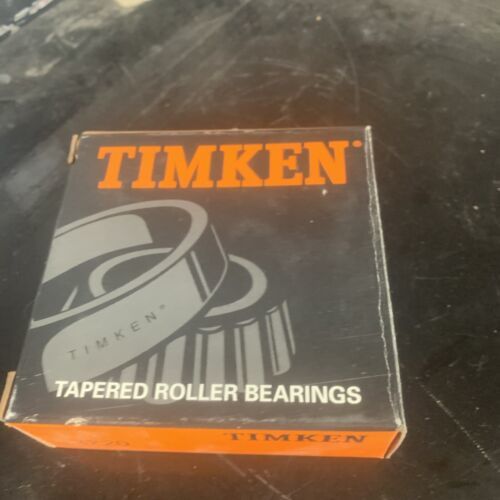 TIMKEN®
TIMKEN®
TAPERED ROLLER BEARINGS
TIMKEN